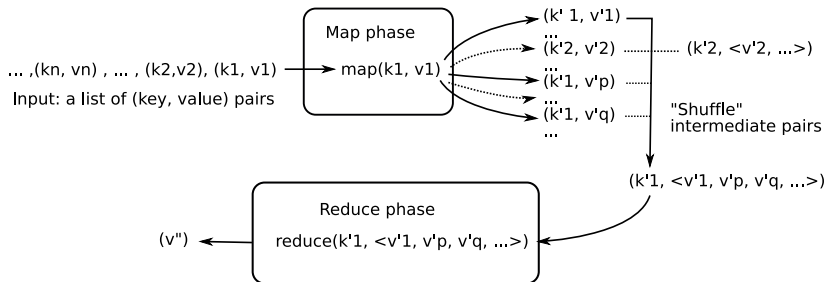 Map phase
... ,(kn, vn) , ... , (k2,v2), (k1, v1)
map(k1, v1)
Input: a list of (key, value) pairs
(k' 1, v'1)
...
(k'2, v'2)
(k'2, <v'2, ...>)
...
(k'1, v'p)
...
(k'1, v'q)
...
"Shuffle"
intermediate pairs
(k'1, <v'1, v'p, v'q, ...>)
Reduce phase
reduce(k'1, <v'1, v'p, v'q, ...>)
(v")